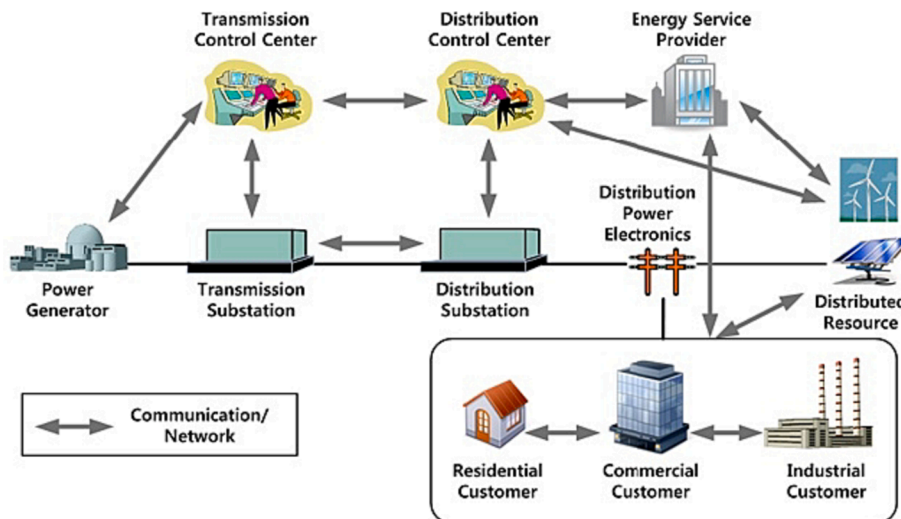 Transmission
Control Center
Distribution
Control Center
Energy Service
Provider
Distribution
Power
Electronics
Power
Generator
Transmission
Substation
Distribution
Substation
Distributed
Resource
Communication/
Network
Residential
Customer
Commercial
Customer
Industrial
Customer